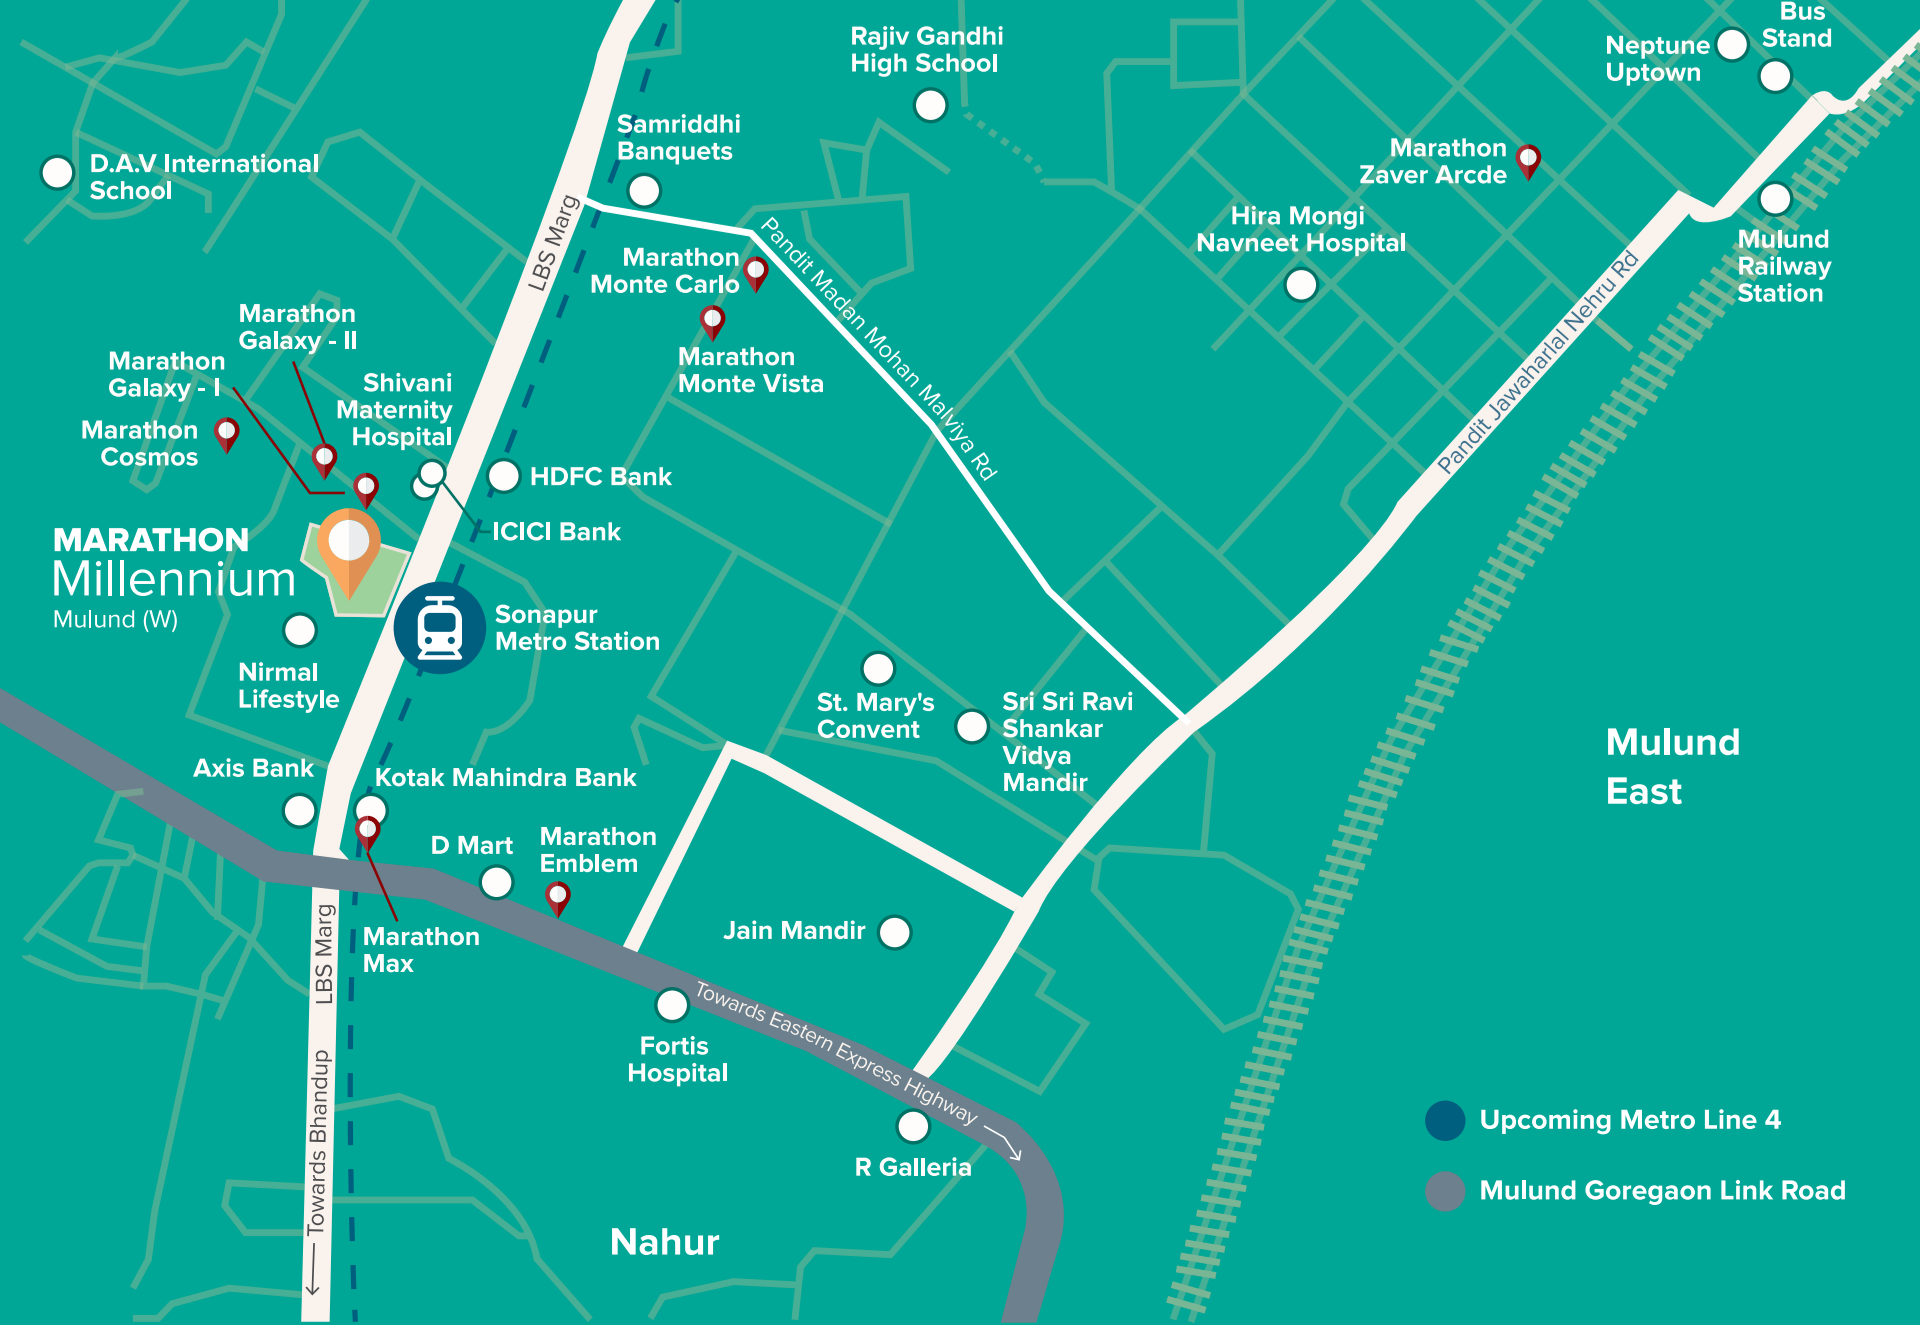 Bus
Stand
Neptune
Uptown
Rajiv Gandhi
High School
Samriddhi
Banquets
Marathon
Zaver Arcde
D.A.V International
School
Hira Mongi
Navneet Hospital
Mulund
Railway
Station
LBS Marg
Pandit Madan Mohan Malviya Rd
Pandit Jawaharlal Nehru Rd
Marathon
Monte Carlo
Marathon
Monte Vista
Marathon
Galaxy - II
Marathon
Galaxy - I
Shivani
Maternity
Hospital
Marathon
Cosmos
HDFC Bank
ICICI Bank
MARATHON
Millennium
Mulund (W)
Sonapur
Metro Station
Nirmal
Lifestyle
St. Mary's
Convent
Sri Sri Ravi
Shankar
Vidya
Mandir
Mulund
East
Axis Bank
Kotak Mahindra Bank
D Mart
Marathon
Emblem
Marathon
Max
Jain Mandir
LBS Marg
Towards Bhandup
Towards Eastern Express Highway
Fortis
Hospital
R Galleria
Nahur
Upcoming Metro Line 4
Mulund Goregaon Link Road